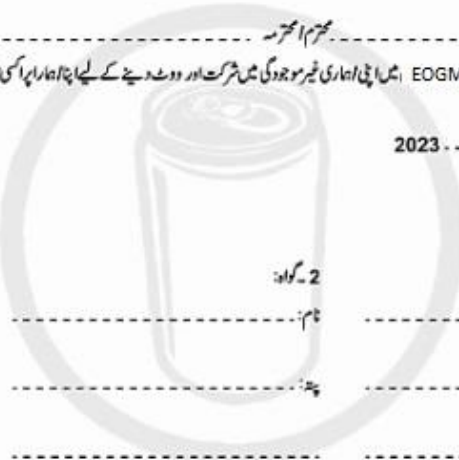 محترم/محترمہ
EOGM میں اپنی/ہماری غیر موجودگی میں شرکت اور ووٹ دینے کے لیے اپنا/ہمارا پراکسی
2023
2۔ گواہ:
نام:
پتہ: